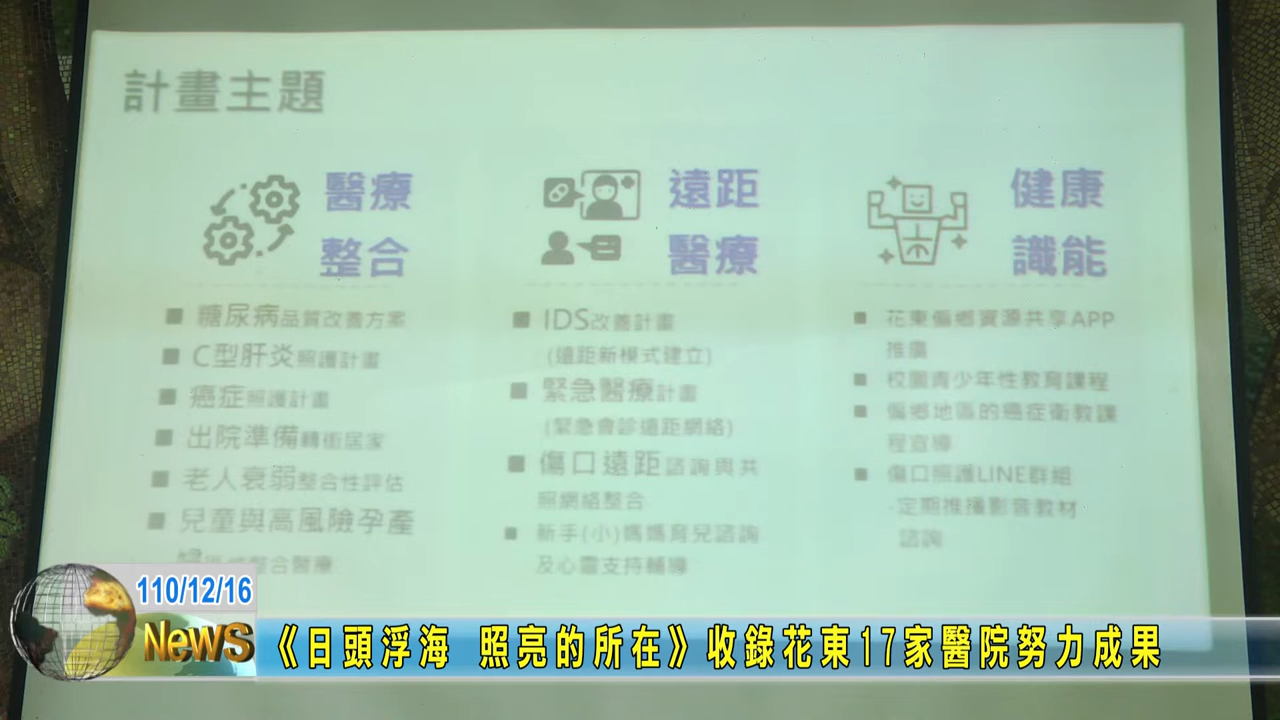 計畫主題
醫療
整合
■ 糖尿病品質改善方案
■ C型肝炎照護計畫
■ 癌症照護計畫
■ 出院準備轉銜居家
■ 老人衰弱整合性評估
■ 兒童與高風險孕產
婦 整合醫療
遠距
醫療
■ IDS改善計畫
(遠距新模式建立)
■ 緊急醫療計畫
(緊急會診遠距網絡)
■ 傷口遠距諮詢與共
照網絡整合
■ 新手(小)媽媽育兒諮詢
及心靈支持輔導
健康
識能
■ 花東偏鄉資源共享APP
推廣
■ 校園青少年性教育課程
■ 偏鄉地區的癌症衛教課
程宣導
■ 傷口照護LINE群組
-定期推播影音教材
諮詢
110/12/16
NewS
《日頭浮海 照亮的所在》收錄花東17家醫院努力成果